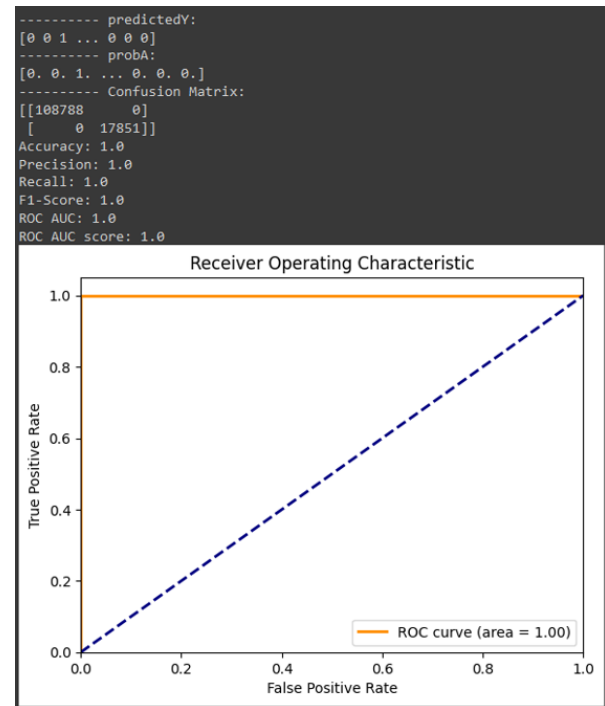 ---------- predictedY:
[0 0 1 ... 0 0 0]
---------- probA:
[0. 0. 1. ... 0. 0. 0.]
---------- Confusion Matrix:
[[108788 0]
[ 0 17851]]
Accuracy: 1.0
Precision: 1.0
Recall: 1.0
F1-Score: 1.0
ROC AUC: 1.0
ROC AUC score: 1.0
Receiver Operating Characteristic
1.0
0.8
0.6
0.4
0.2
0.0
True Positive Rate
ROC curve (area = 1.00)
0.0 0.2 0.4 0.6 0.8 1.0
False Positive Rate